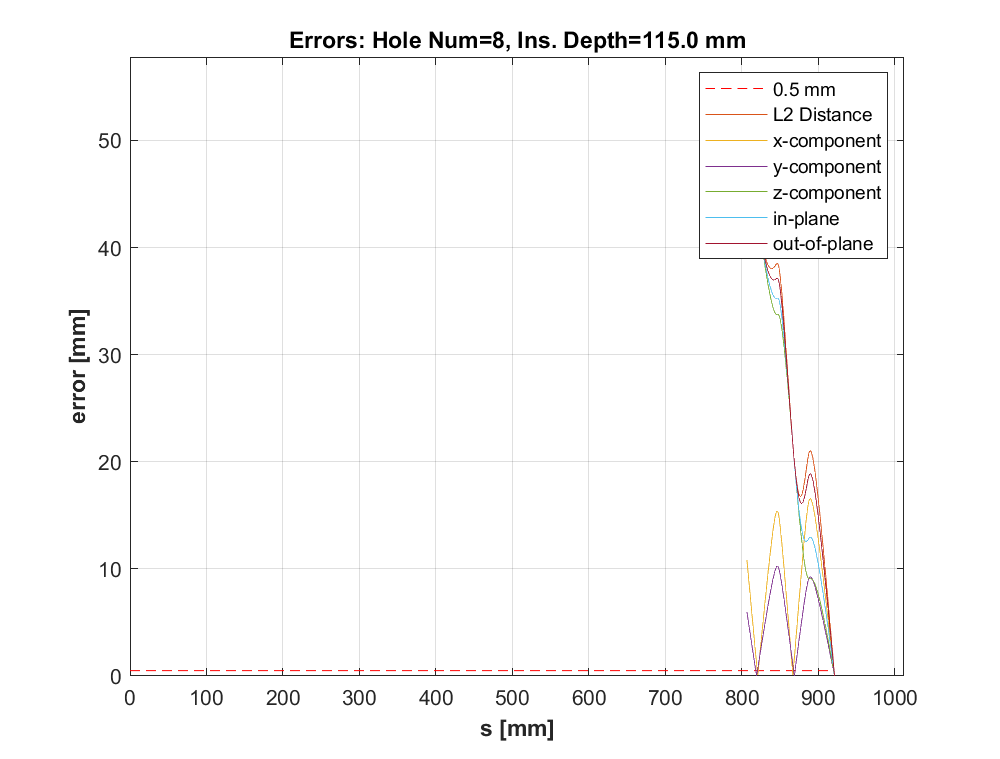 Errors: Hole Num=8, Ins. Depth=115.0 mm
0.5 mm
L2 Distance
x-component
y-component
z-component
in-plane
out-of-plane
error [mm]
50
40
30
20
10
0
0 100 200 300 400 500 600 700 800 900 1000
s [mm]